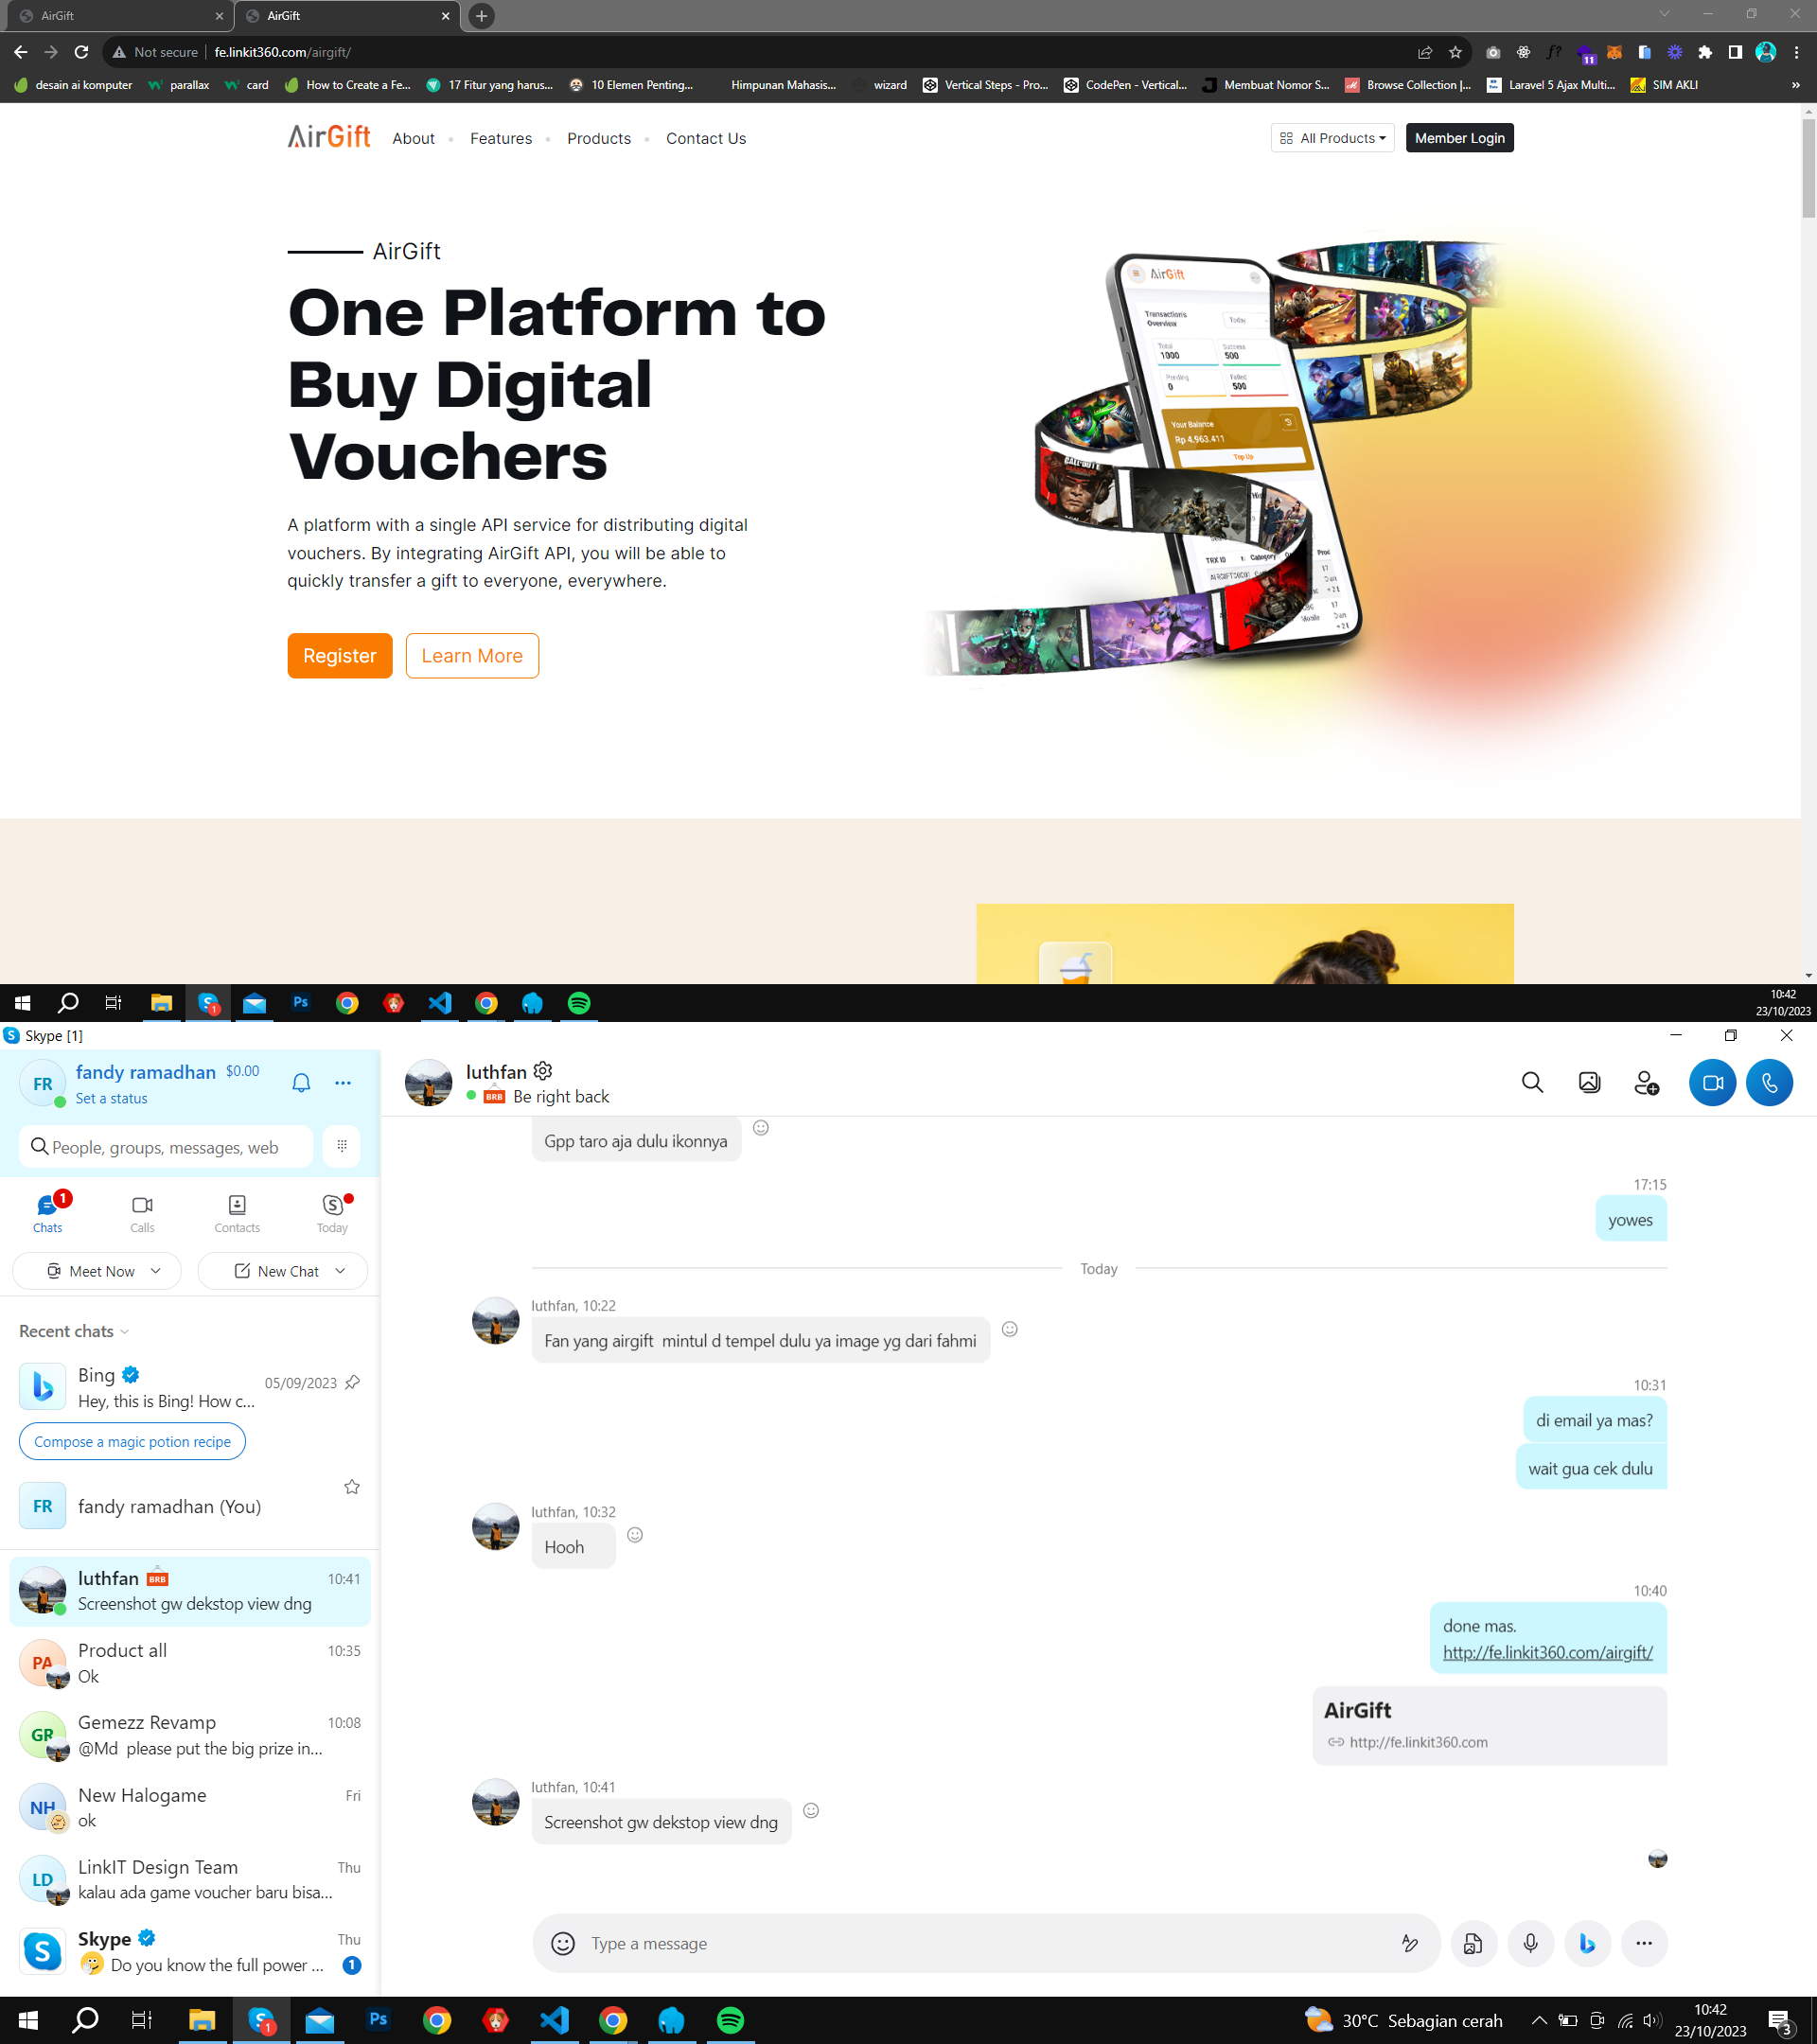 AirGift
AirGift
Not secure
fe.linkit360.com/airgift/
11
desain ai komputer
parallax
card
How to Create a Fe...
17 Fitur yang harus...
10 Elemen Penting...
Himpunan Mahasis...
wizard
Vertical Steps - Pro...
CodePen - Vertical...
Membuat Nomor S...
Browse Collection |...
Laravel 5 Ajax Multi...
SIM AKLI
»
AirGift
About
Features
Products
Contact Us
All Products
Member Login
AirGift
One Platform to
Buy Digital
Vouchers
A platform with a single API service for distributing digital
vouchers. By integrating AirGift API, you will be able to
quickly transfer a gift to everyone, everywhere.
Register
Learn More
AirGift
Transaction's
Overview
Today
Total
1000
Success
500
Pending
0
Failed
500
Your Balance
Rp 4.963.411
Top Up
TRX ID
Category
10:42
23/10/2023
Skype [1]
FR
fandy ramadhan
$0.00
Set a status
People, groups, messages, web
1
Chats
Calls
Contacts
Today
Meet Now
New Chat
Recent chats
Bing
05/09/2023
Hey, this is Bing! How c...
Compose a magic potion recipe
FR
fandy ramadhan (You)
luthfan
BRB
10:41
Screenshot gw dekstop view dng
PA
Product all
10:35
Ok
GR
Gemezz Revamp
10:08
@Md please put the big prize in...
NH
New Halogame
Fri
ok
LD
LinkIT Design Team
Thu
kalau ada game voucher baru bisa...
Skype
Thu
Do you know the full power ...
1
luthfan
BRB
Be right back
Gpp taro aja dulu ikonnya
17:15
yowes
Today
luthfan, 10:22
Fan yang airgift mintul d tempel dulu ya image yg dari fahmi
10:31
di email ya mas?
wait gua cek dulu
luthfan, 10:32
Hooh
10:40
done mas.
http://fe.linkit360.com/airgift/
AirGift
http://fe.linkit360.com
luthfan, 10:41
Screenshot gw dekstop view dng
Type a message
Ps
30°C Sebagian cerah
10:42
23/10/2023
3